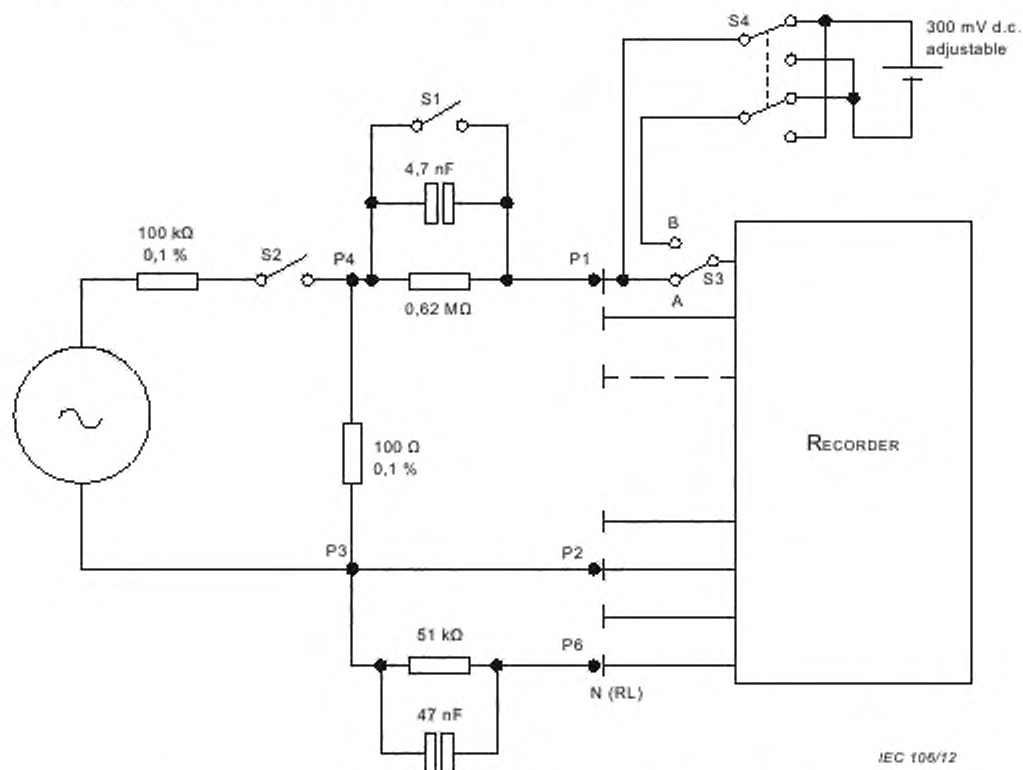 S4
300 mV d.c.
adjustable
S1
4,7 nF
B
100 kΩ
0,1 %
S2
P4
P1
S3
A
0,62 MΩ
100 Ω
0,1 %
RECORDER
P3
P2
51 kΩ
P6
N (RL)
47 nF
IEC 106/12